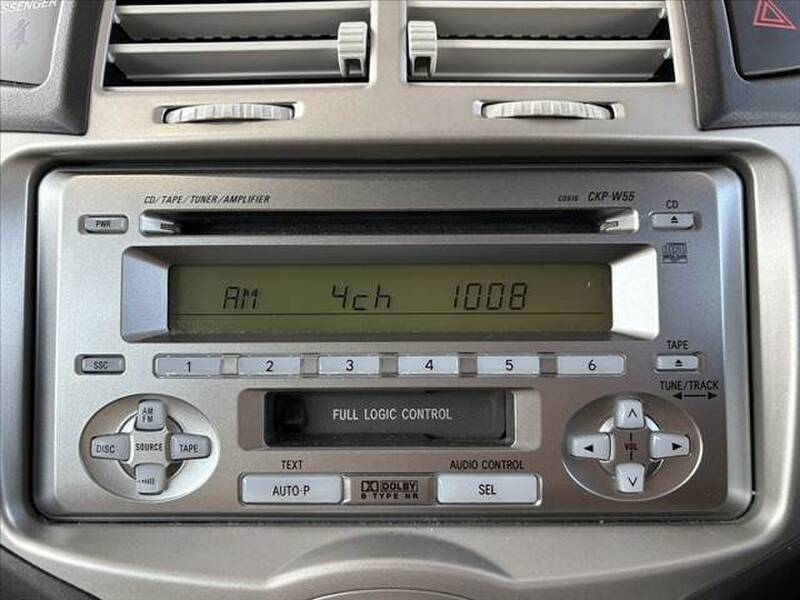 PASSENGER
CD/TAPE/TUNER/AMPLIFIER
CKP-W55
CD
PWR
AM 4ch 1008
TAPE
SSC
1 2 3 4 5 6
TUNE/TRACK
AM
FM
FULL LOGIC CONTROL
DISC SOURCE TAPE
VOL
TEXT
AUDIO CONTROL
AUTO·P
DOLBY
B TYPE NR
SEL